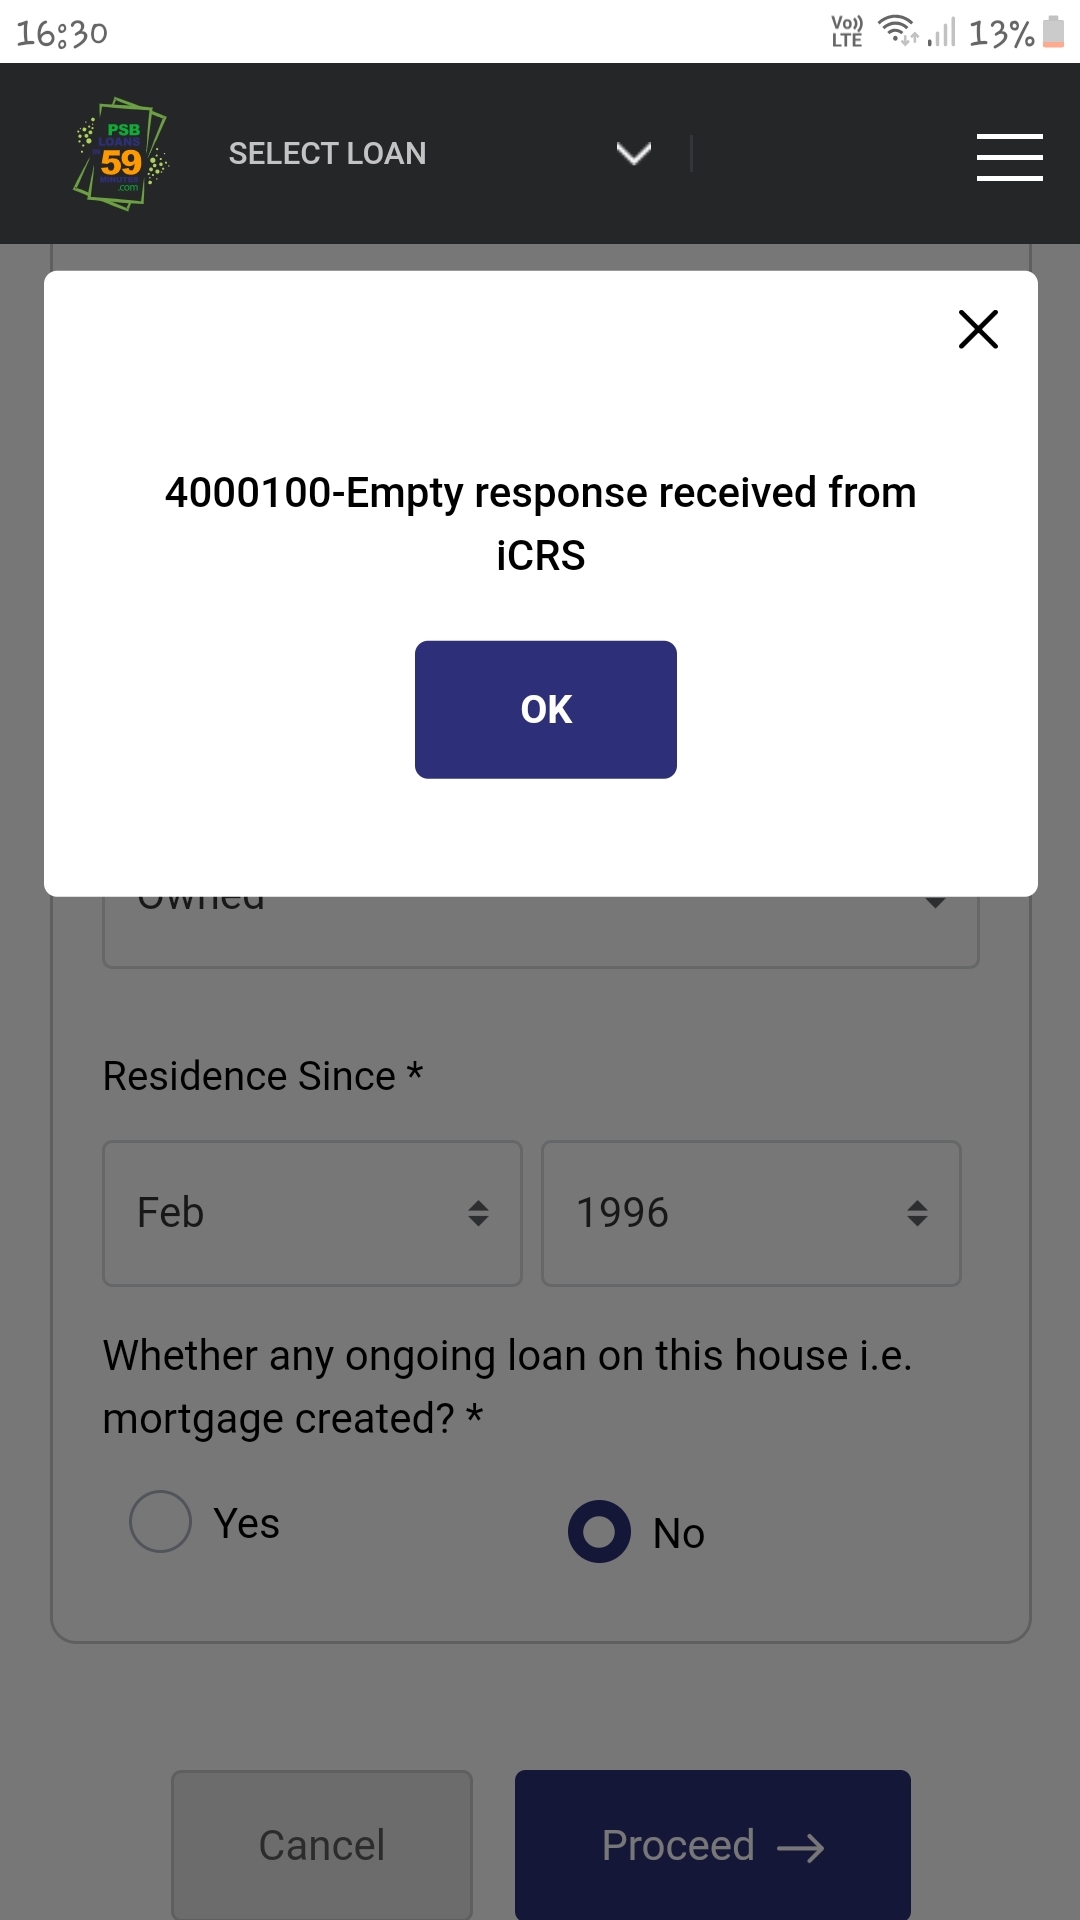 16:30
Vo)) LTE
13%
PSB
LOANS
59
MINUTES
.com
SELECT LOAN
4000100-Empty response received from
iCRS
OK
Owned
Residence Since *
Feb
1996
Whether any ongoing loan on this house i.e.
mortgage created? *
Yes
No
Cancel
Proceed